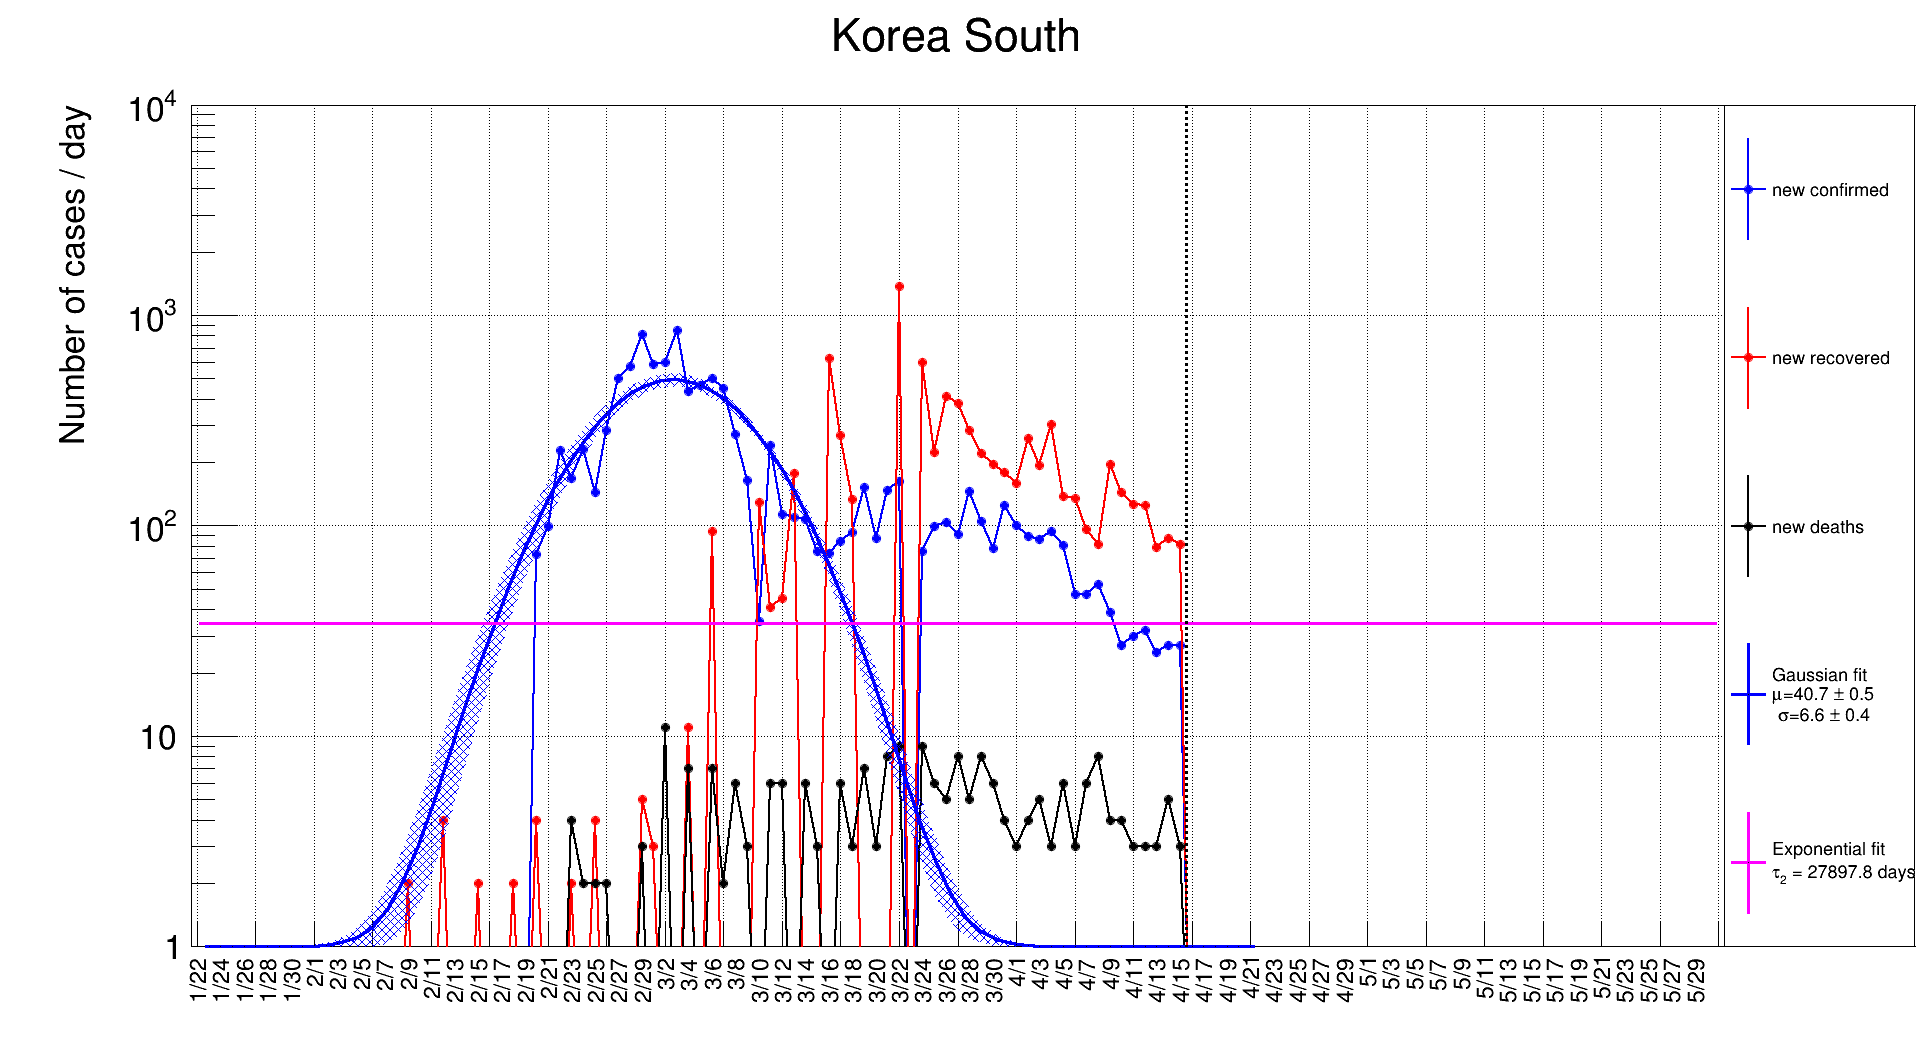 Korea South
Number of cases / day
10^4
10^3
10^2
10
1
1/22 1/24 1/26 1/28 1/30 2/1 2/3 2/5 2/7 2/9 2/11 2/13 2/15 2/17 2/19 2/21 2/23 2/25 2/27 2/29 3/2 3/4 3/6 3/8 3/10 3/12 3/14 3/16 3/18 3/20 3/22 3/24 3/26 3/28 3/30 4/1 4/3 4/5 4/7 4/9 4/11 4/13 4/15 4/17 4/19 4/21 4/23 4/25 4/27 4/29 5/1 5/3 5/5 5/7 5/9 5/11 5/13 5/15 5/17 5/19 5/21 5/23 5/25 5/27 5/29
new confirmed
new recovered
new deaths
Gaussian fit
μ=40.7 ± 0.5
σ=6.6 ± 0.4
Exponential fit
τ₂ = 27897.8 days